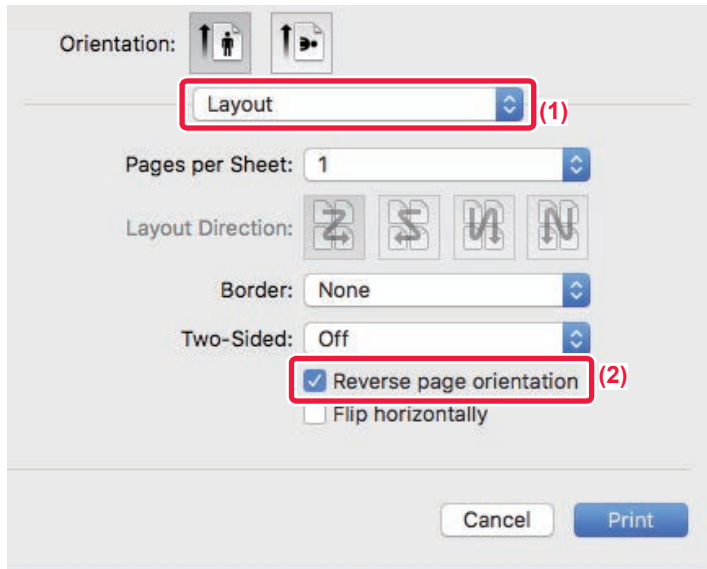 Orientation:
Layout
(1)
Pages per Sheet: 1
Layout Direction:
Border: None
Two-Sided: Off
Reverse page orientation
(2)
Flip horizontally
Cancel Print